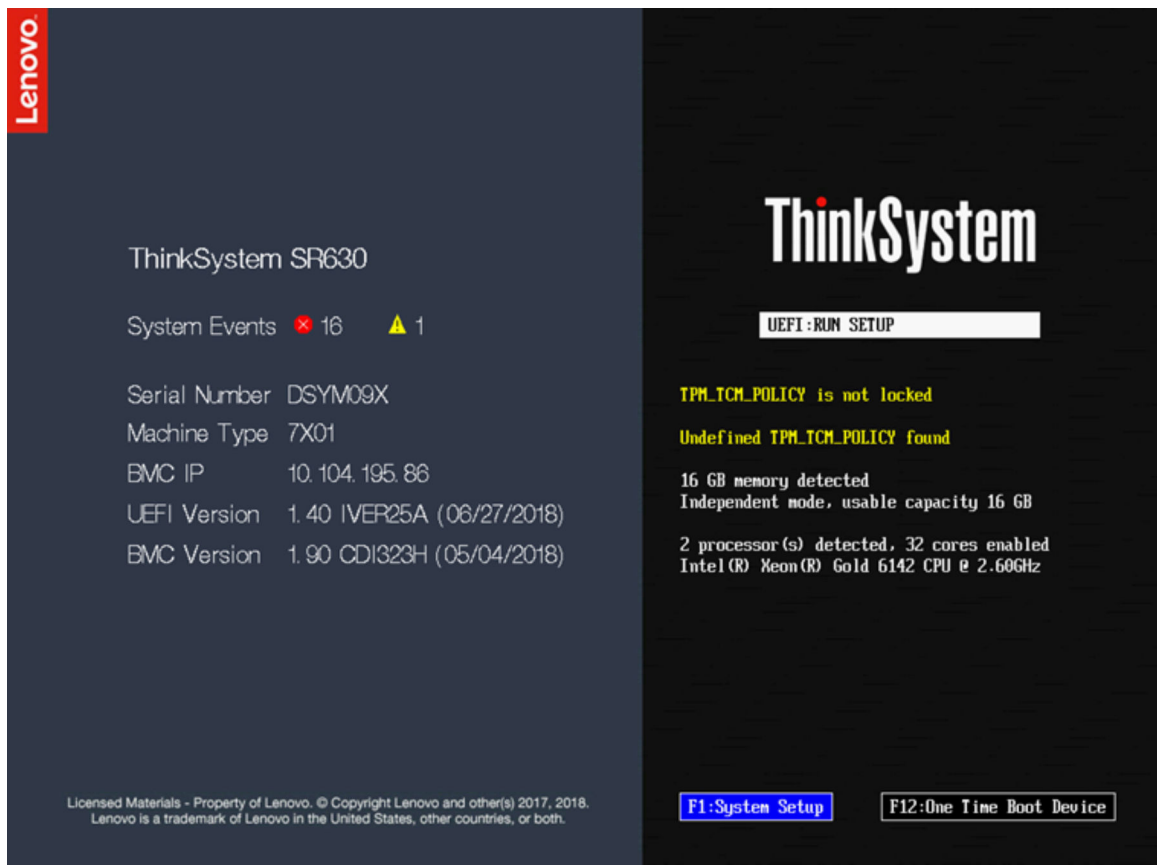 Lenovo.
ThinkSystem SR630
System Events 16 1
Serial Number DSYM09X
Machine Type 7X01
BMC IP 10.104.195.86
UEFI Version 1.40 IVER25A (06/27/2018)
BMC Version 1.90 CDI323H (05/04/2018)
Licensed Materials - Property of Lenovo. © Copyright Lenovo and other(s) 2017, 2018.
Lenovo is a trademark of Lenovo in the United States, other countries, or both.
ThinkSystem
UEFI:RUN SETUP
TPM_TCM_POLICY is not locked
Undefined TPM_TCM_POLICY found
16 GB memory detected
Independent mode, usable capacity 16 GB
2 processor(s) detected, 32 cores enabled
Intel(R) Xeon(R) Gold 6142 CPU @ 2.60GHz
F1:System Setup
F12:One Time Boot Device